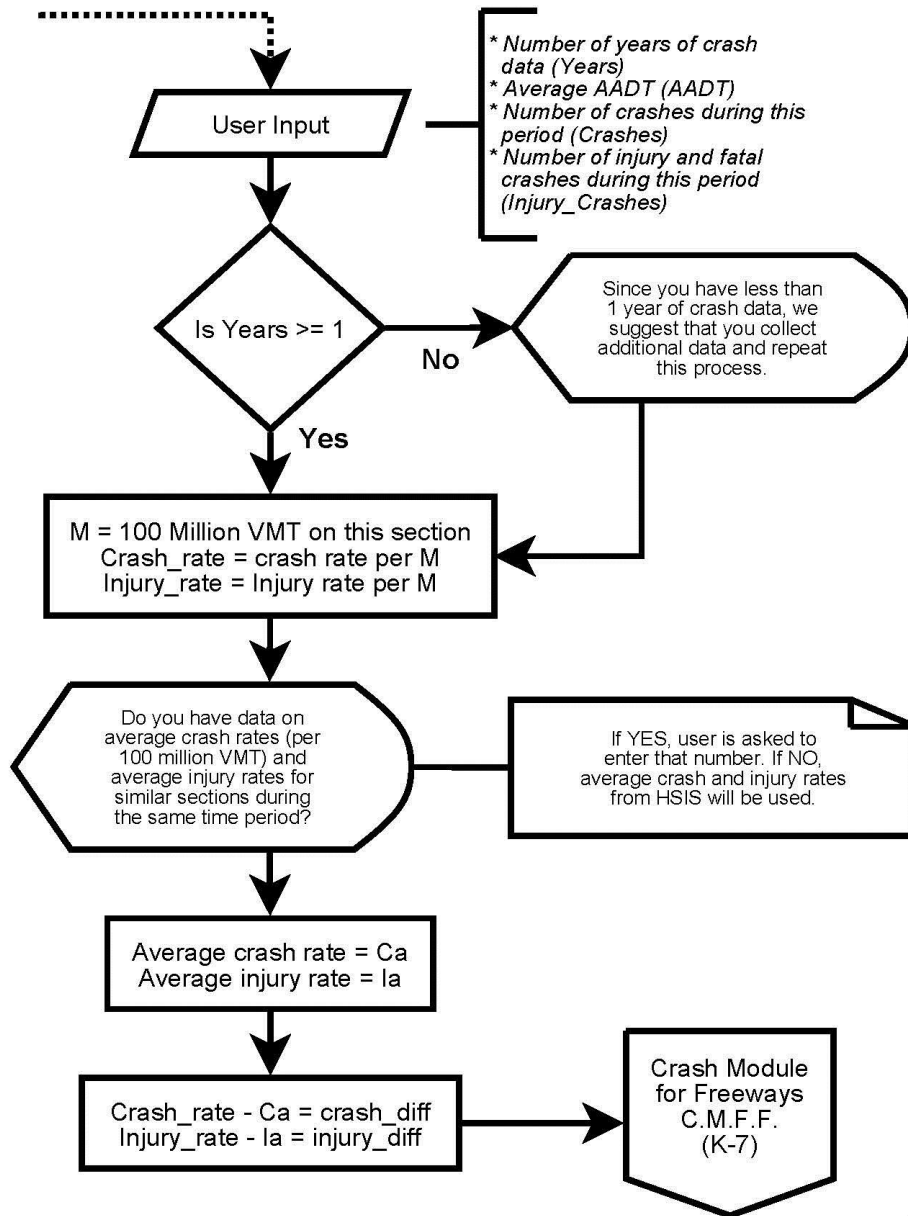 User Input
* Number of years of crash
data (Years)
* Average AADT (AADT)
* Number of crashes during this
period (Crashes)
* Number of injury and fatal
crashes during this period
(Injury_Crashes)
Is Years >= 1
No
Since you have less than
1 year of crash data, we
suggest that you collect
additional data and repeat
this process.
Yes
M = 100 Million VMT on this section
Crash_rate = crash rate per M
Injury_rate = Injury rate per M
Do you have data on
average crash rates (per
100 million VMT) and
average injury rates for
similar sections during
the same time period?
If YES, user is asked to
enter that number. If NO,
average crash and injury rates
from HSIS will be used.
Average crash rate = Ca
Average injury rate = Ia
Crash_rate - Ca = crash_diff
Injury_rate - Ia = injury_diff
Crash Module
for Freeways
C.M.F.F.
(K-7)